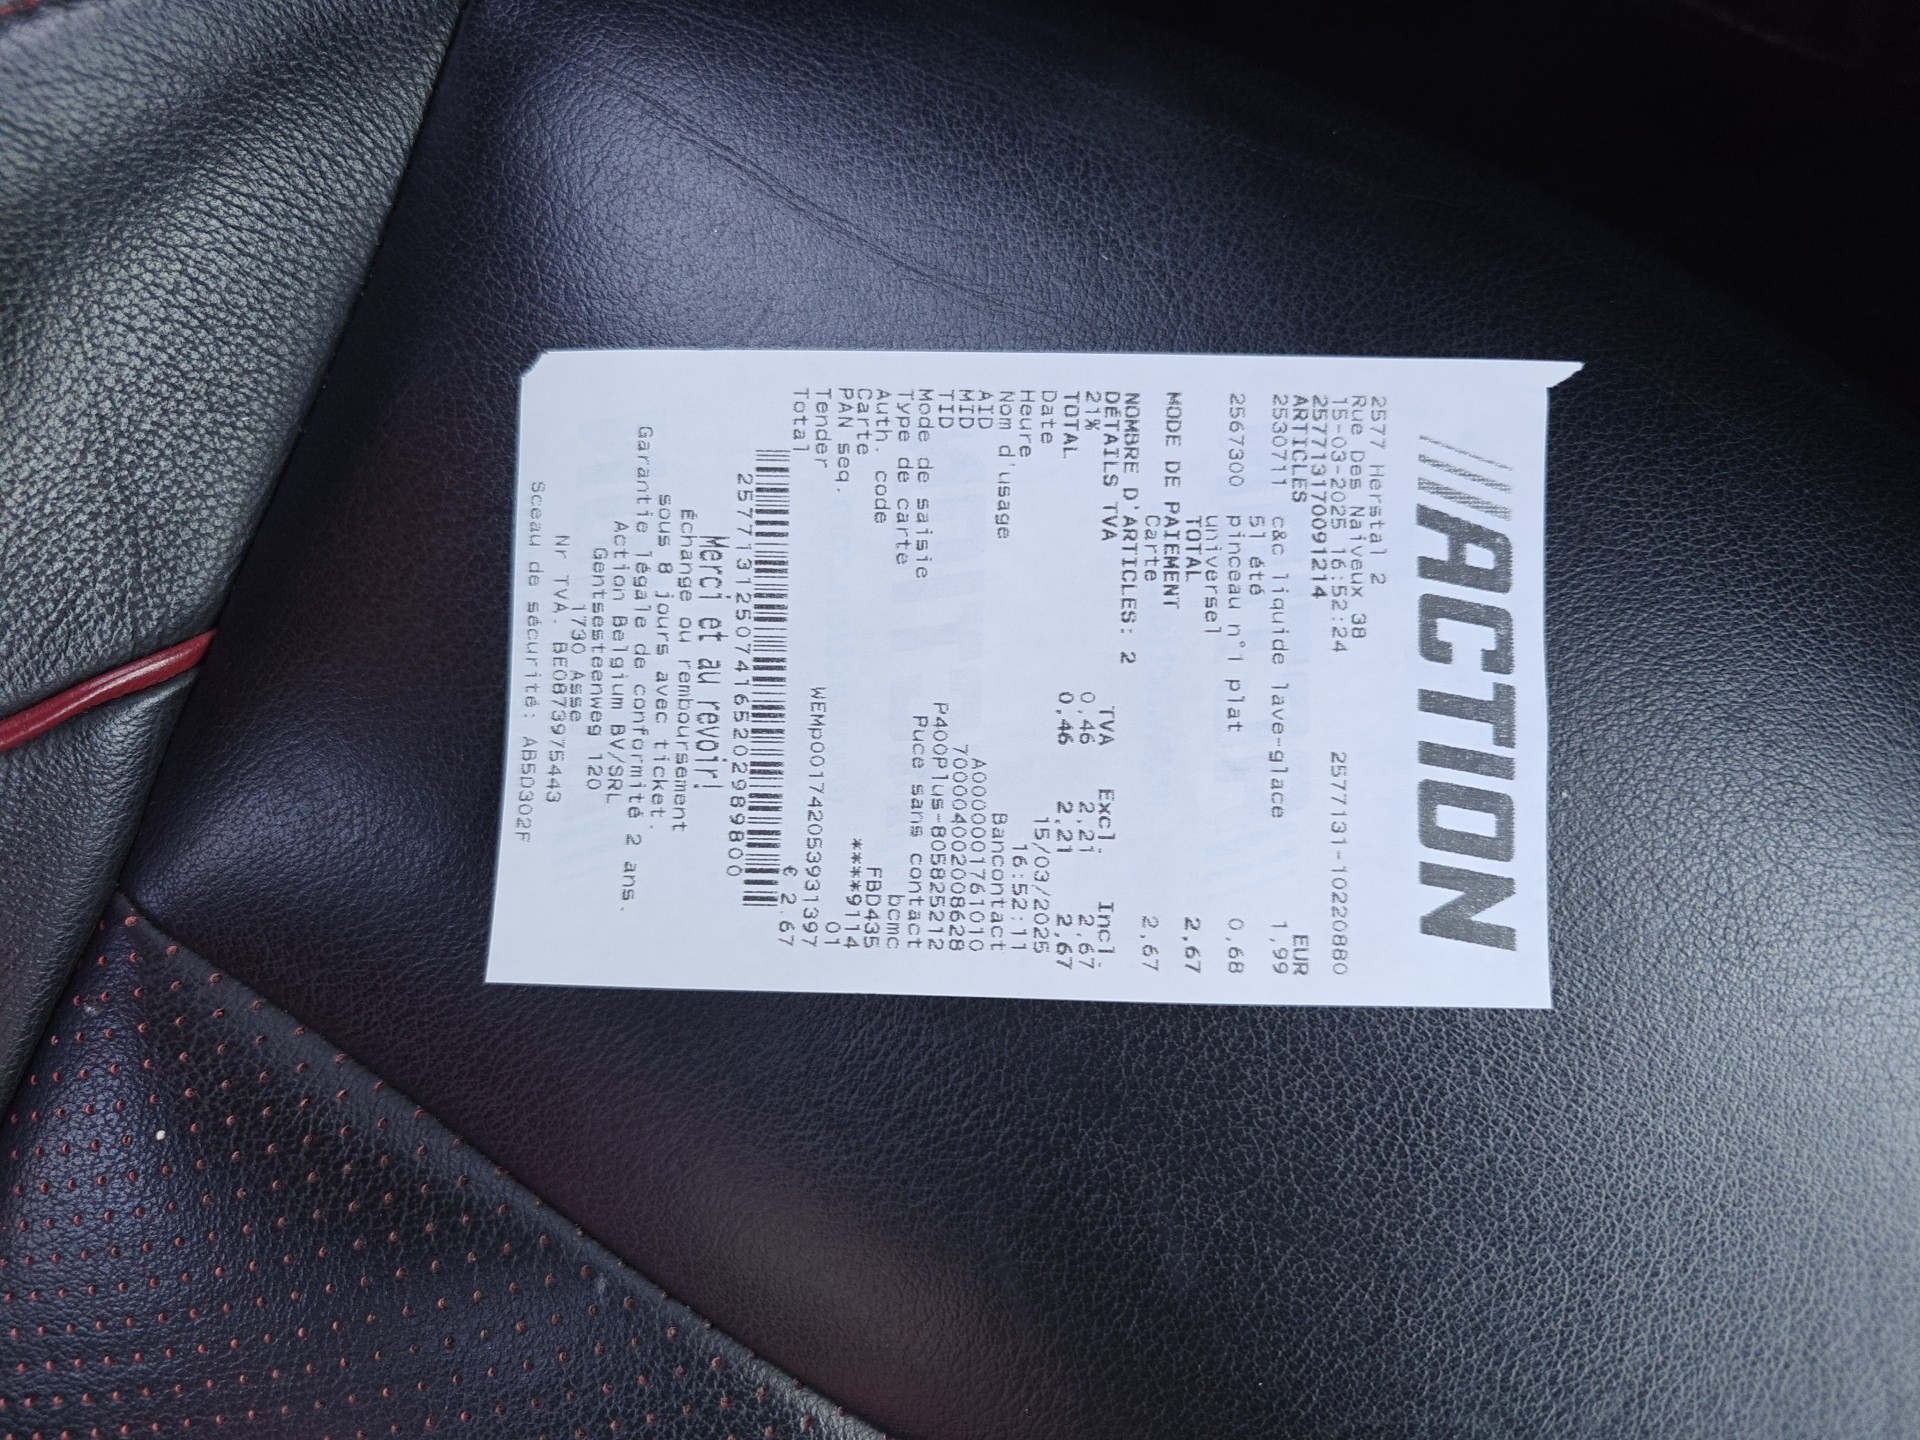 ACTION
2577 Herstal 2
Rue Des Naiveux 38
15-03-2025 16:52:24 2577131-10220880
257713170091214
ARTICLES EUR
2530711 c&c liquide lave-glace 1,99
5l été
2567300 pinceau n°1 plat 0,68
universel
TOTAL 2,67
MODE DE PAIEMENT
Carte 2,67
NOMBRE D'ARTICLES: 2
DÉTAILS TVA TVA Excl. Incl.
21% 0,46 2,21 2,67
TOTAL 0,46 2,21 2,67
Date 15/03/2025
Heure 16:52:11
Nom d'usage Bancontact
AID A0000001761010
MID 7000040020008628
TID P400Plus-805825212
Mode de saisie Puce sans contact
Type de carte bcmc
Auth. code FBD435
Carte ****9114
PAN seq. 01
Tender WEMp001742053931397
Total € 2.67
2577131250741652029898​00
Merci et au revoir!
Échange ou remboursement
sous 8 jours avec ticket.
Garantie légale de conformité 2 ans.
Action Belgium BV/SRL
Gentsesteenweg 120
1730 Asse
Nr TVA. BE0873975443
Sceau de sécurité: AB5D302F